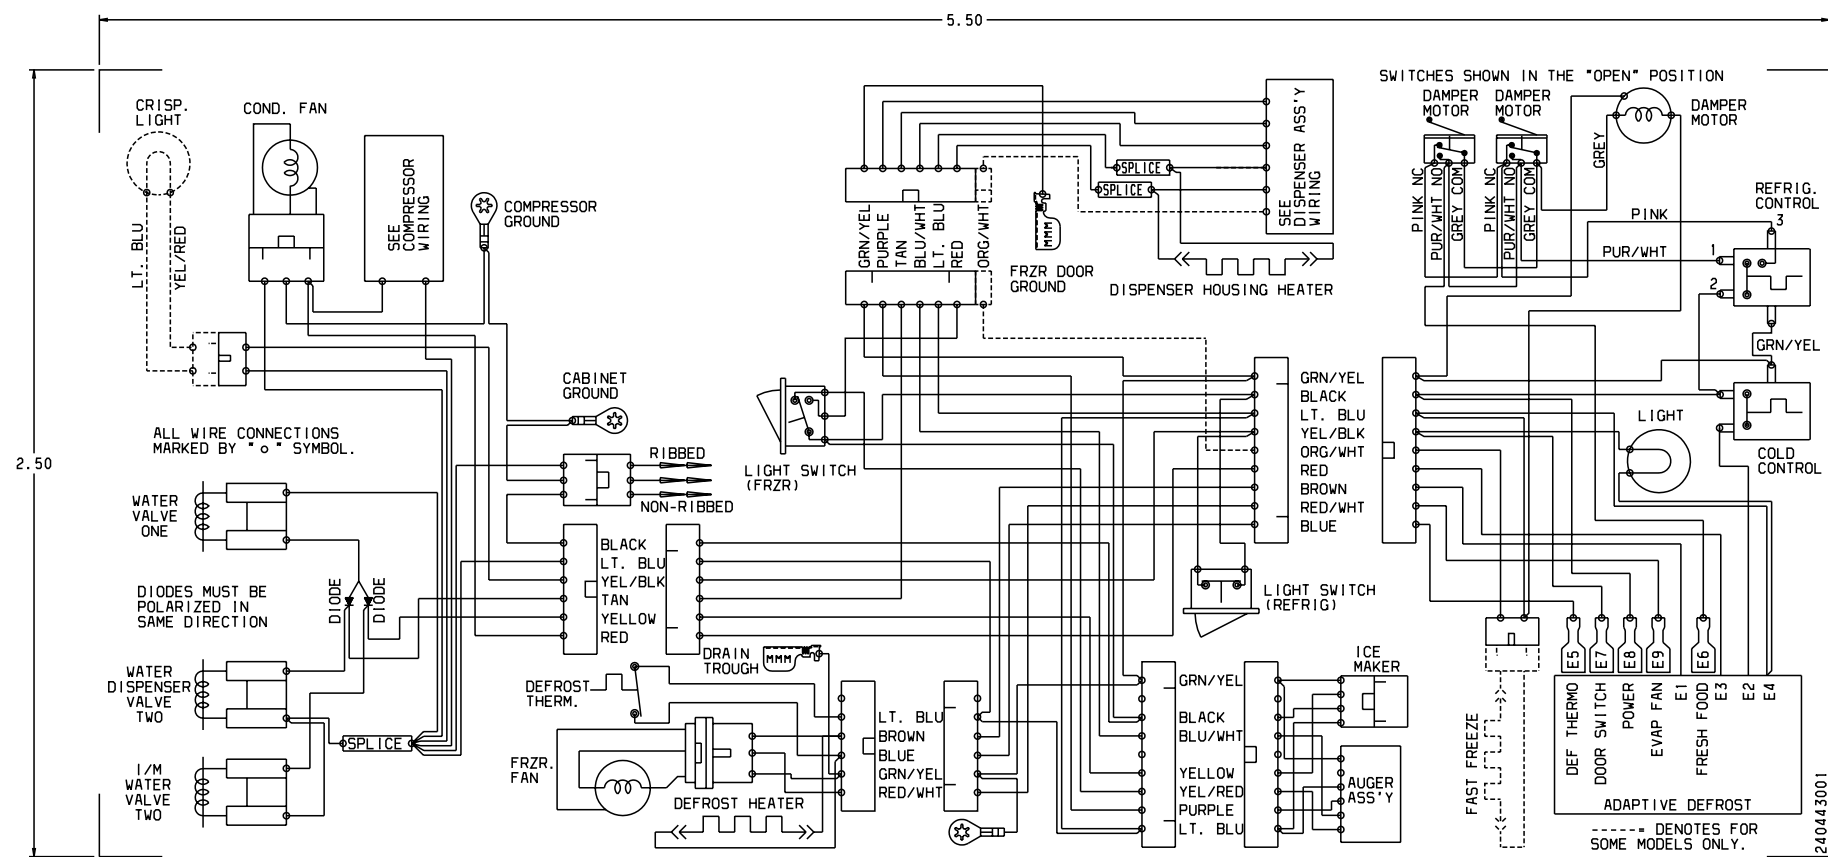 5.50
2.50
CRISP.
LIGHT
COND. FAN
LT. BLU
YEL/RED
SEE
COMPRESSOR
WIRING
COMPRESSOR
GROUND
CABINET
GROUND
ALL WIRE CONNECTIONS
MARKED BY " o " SYMBOL.
RIBBED
NON-RIBBED
WATER
VALVE
ONE
DIODES MUST BE
POLARIZED IN
SAME DIRECTION
DIODE
DIODE
BLACK
LT. BLU
YEL/BLK
TAN
YELLOW
RED
WATER
DISPENSER
VALVE
TWO
SPLICE
I/M
WATER
VALVE
TWO
SPLICE
SPLICE
SEE
DISPENSER ASS'Y
WIRING
GRN/YEL
PURPLE
TAN
BLU/WHT
LT. BLU
RED
ORG/WHT
MMM
FRZR DOOR
GROUND
DISPENSER HOUSING HEATER
LIGHT SWITCH
(FRZR)
GRN/YEL
BLACK
LT. BLU
YEL/BLK
ORG/WHT
RED
BROWN
RED/WHT
BLUE
LIGHT SWITCH
(REFRIG)
DRAIN
TROUGH
MMM
DEFROST
THERM.
FRZR.
FAN
DEFROST HEATER
LT. BLU
BROWN
BLUE
GRN/YEL
RED/WHT
GRN/YEL
BLACK
BLU/WHT
YELLOW
YEL/RED
PURPLE
LT. BLU
ICE
MAKER
AUGER
ASS'Y
SWITCHES SHOWN IN THE "OPEN" POSITION
DAMPER
MOTOR
DAMPER
MOTOR
DAMPER
MOTOR
GREY
PINK NC
PUR/WHT NO
GREY COM
PINK NC
PUR/WHT NO
GREY COM
PINK
PUR/WHT
REFRIG.
CONTROL
3
1
2
GRN/YEL
LIGHT
COLD
CONTROL
FAST FREEZE
E5
E7
E8
E9
E1
E6
E3
E2
E4
DEF THERMO
DOOR SWITCH
POWER
EVAP FAN
FRESH FOOD
ADAPTIVE DEFROST
------ = DENOTES FOR
SOME MODELS ONLY.
240443001